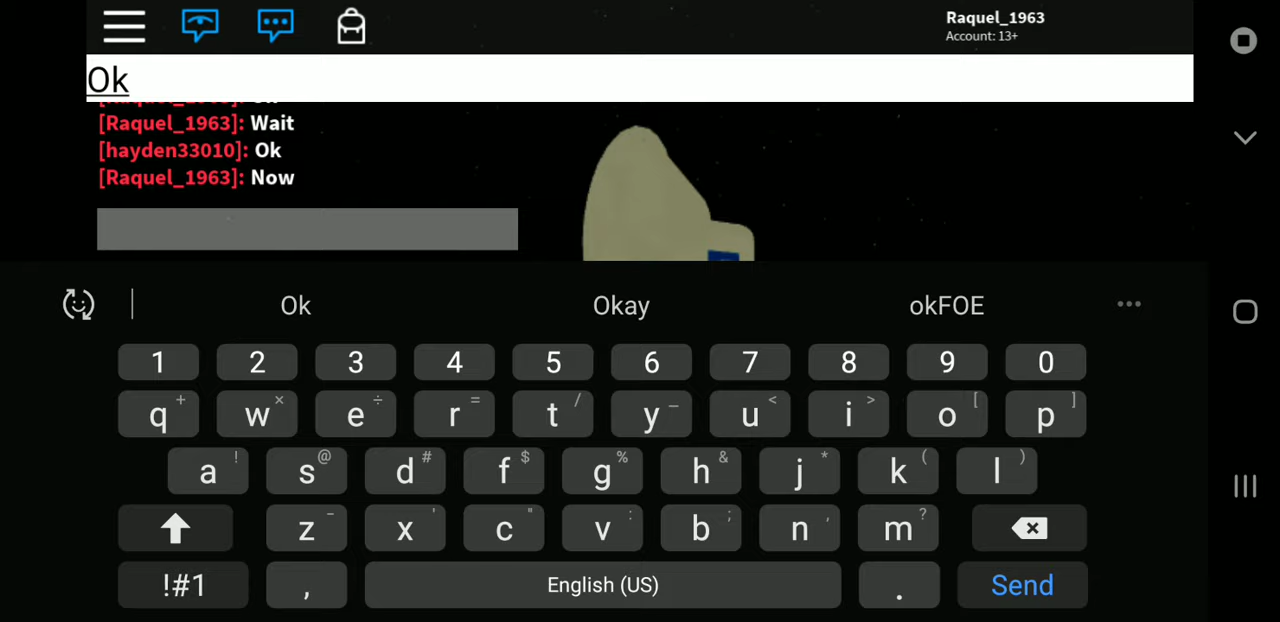 Raquel_1963
Account: 13+
Ok
[Raquel_1963]: Wait
[hayden33010]: Ok
[Raquel_1963]: Now
Ok Okay okFOE
1 2 3 4 5 6 7 8 9 0
q + w × e ÷ r = t / y _ u < i > o [ p ]
a ! s @ d # f $ g % h & j * k ( l )
z - x ' c " v : b ; n , m ?
!#1 , English (US) . Send